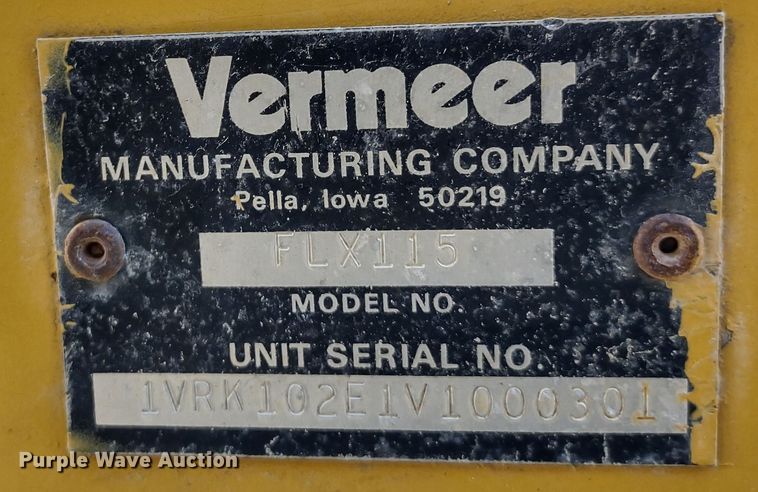 Vermeer
MANUFACTURING COMPANY
Pella, Iowa 50219
FLX115
MODEL NO.
UNIT SERIAL NO.
1VRK102E1V1000301
Purple Wave Auction